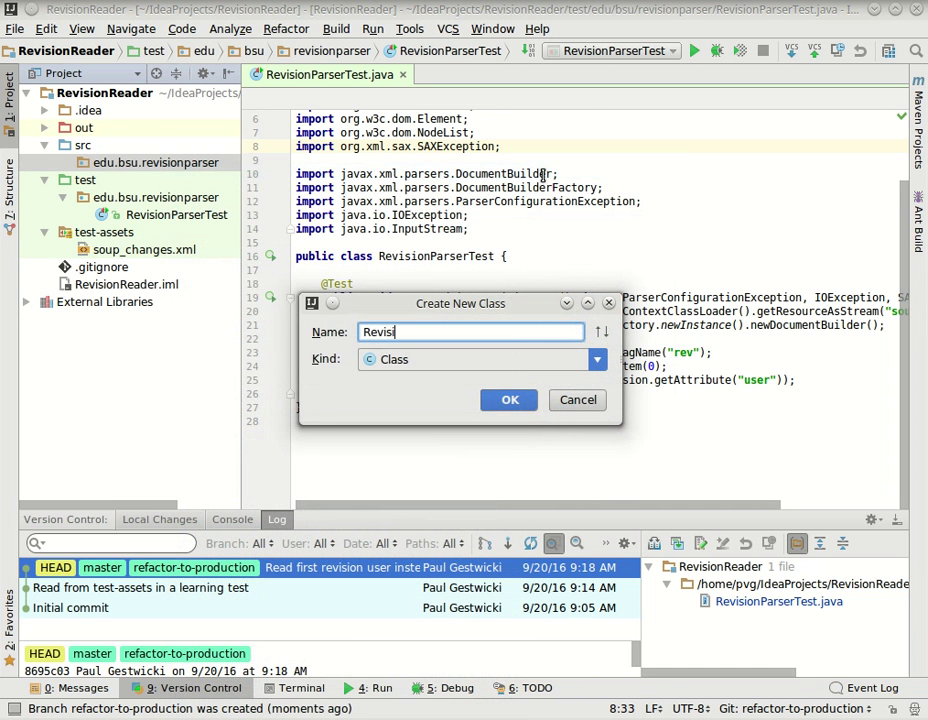 RevisionReader - [~/IdeaProjects/RevisionReader] - [RevisionReader] - ~/IdeaProjects/RevisionReader/test/edu/bsu/revisionparser/RevisionParserTest.java - I...
File Edit View Navigate Code Analyze Refactor Build Run Tools VCS Window Help
RevisionReader test edu bsu revisionparser RevisionParserTest RevisionParserTest VCS VCS
Project RevisionParserTest.java
RevisionReader ~/IdeaProjects/
.idea
out
src
edu.bsu.revisionparser
test
edu.bsu.revisionparser
RevisionParserTest
test-assets
soup_changes.xml
.gitignore
RevisionReader.iml
External Libraries
1: Project
7: Structure
2: Favorites
6 import org.w3c.dom.Element;
7 import org.w3c.dom.NodeList;
8 import org.xml.sax.SAXException;
9
10 import javax.xml.parsers.DocumentBuilder;
11 import javax.xml.parsers.DocumentBuilderFactory;
12 import javax.xml.parsers.ParserConfigurationException;
13 import java.io.IOException;
14 import java.io.InputStream;
15
16 public class RevisionParserTest {
17
18 @Test
19 ParserConfigurationException, IOException, SA
20 ContextClassLoader().getResourceAsStream("sou
21 ctory.newInstance().newDocumentBuilder();
22
23 agName("rev");
24 tem(0);
25 sion.getAttribute("user"));
26
27 }
28
Maven Projects
Ant Build
Create New Class
Name: Revisi
Kind: Class
OK Cancel
Version Control: Local Changes Console Log
Branch: All User: All Date: All Paths: All
HEAD master refactor-to-production Read first revision user inste Paul Gestwicki 9/20/16 9:18 AM
Read from test-assets in a learning test Paul Gestwicki 9/20/16 9:14 AM
Initial commit Paul Gestwicki 9/20/16 9:05 AM
HEAD master refactor-to-production
8695c03 Paul Gestwicki on 9/20/16 at 9:18 AM
RevisionReader 1 file
/home/pvg/IdeaProjects/RevisionReade
RevisionParserTest.java
0: Messages 9: Version Control Terminal 4: Run 5: Debug 6: TODO Event Log
Branch refactor-to-production was created (moments ago) 8:33 LF UTF-8 Git: refactor-to-production